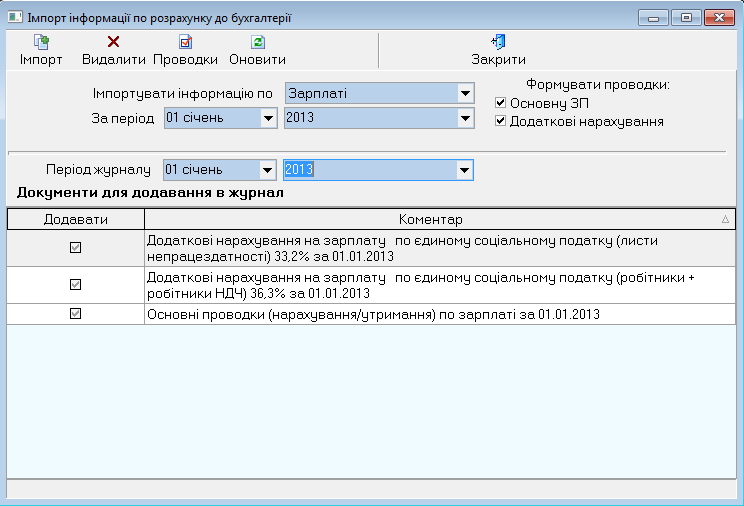 Імпорт інформації по розрахунку до бухгалтерії
Імпорт Видалити Проводки Оновити Закрити
Імпортувати інформацію по Зарплаті
За період 01 січень 2013
Формувати проводки:
Основну ЗП
Додаткові нарахування
Період журналу 01 січень 2013
Документи для додавання в журнал
Додавати Коментар
Додаткові нарахування на зарплату по єдиному соціальному податку (листи
непрацездатності) 33,2% за 01.01.2013
Додаткові нарахування на зарплату по єдиному соціальному податку (робітники +
робітники НДЧ) 36,3% за 01.01.2013
Основні проводки (нарахування/утримання) по зарплаті за 01.01.2013